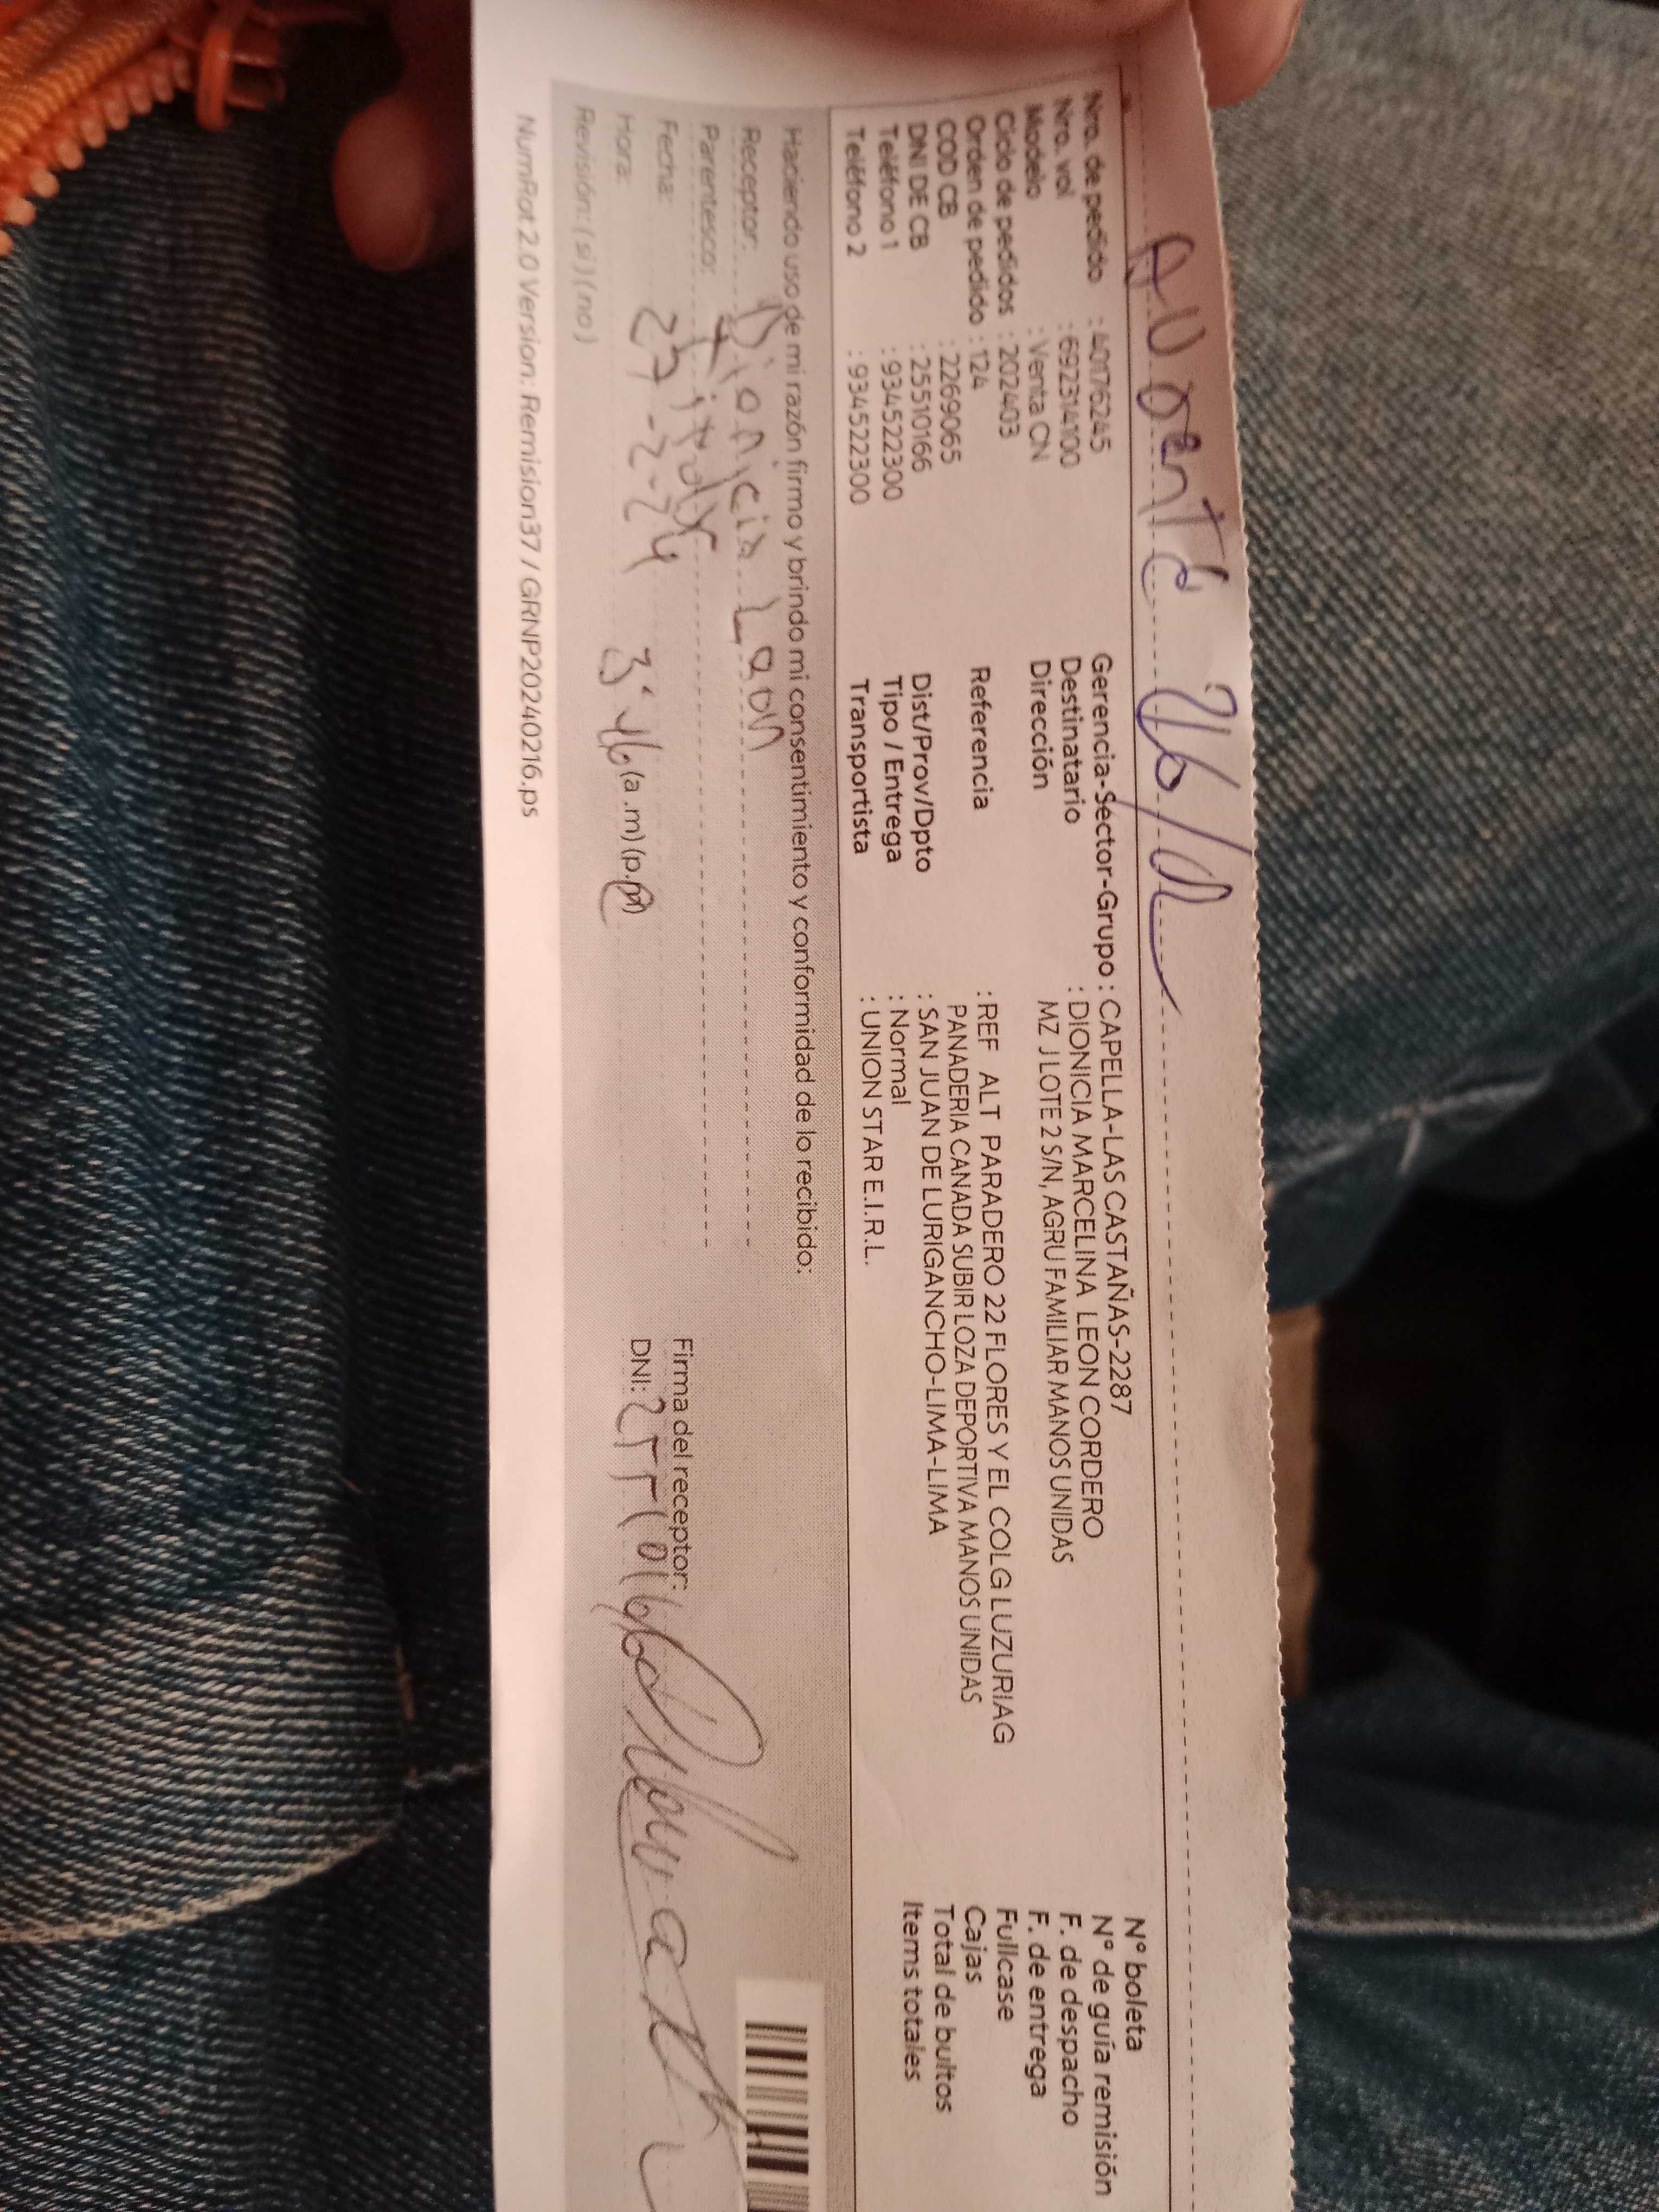 Ausente 26/02
Nro. de pedido : 40176245
Nro. vol : 692314100
Modelo : Venta CN
Ciclo de pedidos : 202403
Orden de pedido : 124
COD CB : 2269065
DNI DE CB : 25510166
Teléfono 1 : 934522300
Teléfono 2 : 934522300
Gerencia-Sector-Grupo : CAPELLA-LAS CASTAÑAS-2287
Destinatario : DIONICIA MARCELINA LEON CORDERO
Dirección MZ J LOTE 2 S/N, AGRU FAMILIAR MANOS UNIDAS
Referencia : REF ALT PARADERO 22 FLORES Y EL COLG LUZURIAG
PANADERIA CANADA SUBIR LOZA DEPORTIVA MANOS UNIDAS
Dist/Prov/Dpto : SAN JUAN DE LURIGANCHO-LIMA-LIMA
Tipo / Entrega : Normal
Transportista : UNION STAR E.I.R.L.
N° boleta
N° de guía remisión
F. de despacho
F. de entrega
Fullcase
Cajas
Total de bultos
Items totales
Haciendo uso de mi razón firmo y brindo mi consentimiento y conformidad de lo recibido:
Receptor: Dionicia Leon
Parentesco: titular
Fecha: 27-2-24
Hora: 3:46 (a.m) (p.m)
Revisión: ( si ) ( no )
Firma del receptor:
DNI: 25510166
NumRot 2.0 Version: Remision37 / GRNP20240216.ps